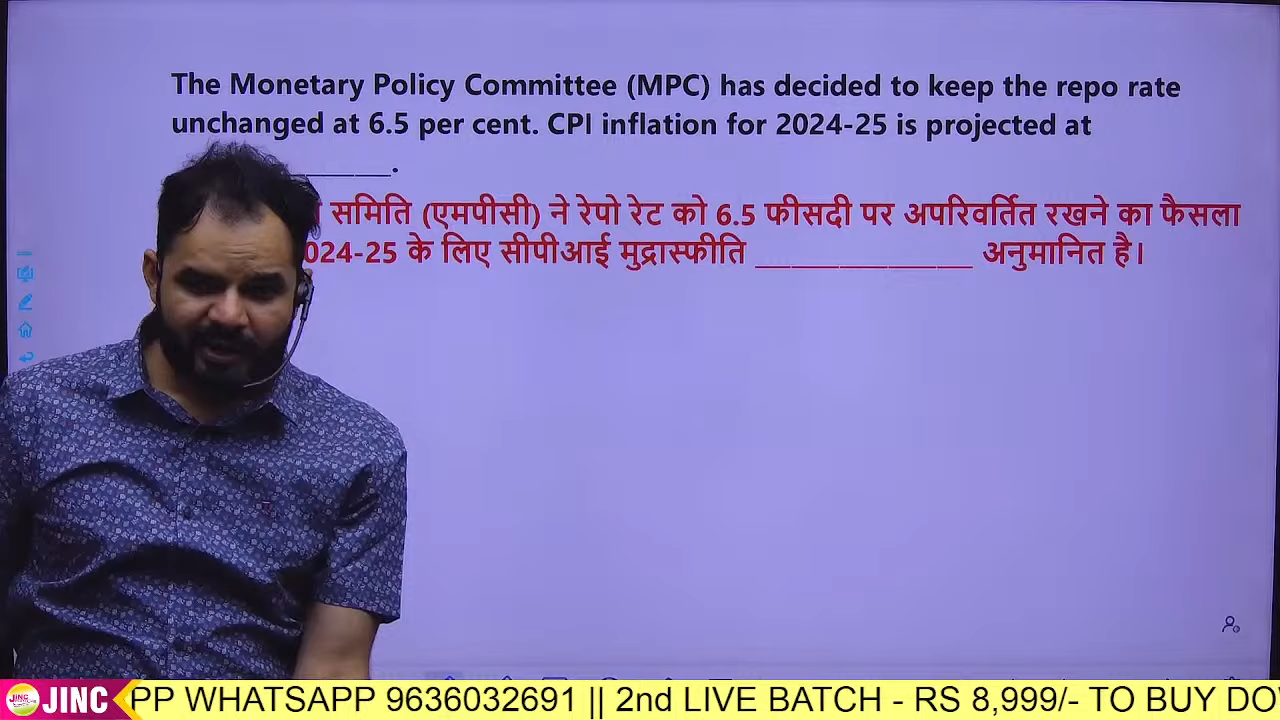 The Monetary Policy Committee (MPC) has decided to keep the repo rate
unchanged at 6.5 per cent. CPI inflation for 2024-25 is projected at
______.
समिति (एमपीसी) ने रेपो रेट को 6.5 फीसदी पर अपरिवर्तित रखने का फैसला
024-25 के लिए सीपीआई मुद्रास्फीति ______________ अनुमानित है।
JINC JINC PP WHATSAPP 9636032691 || 2nd LIVE BATCH - RS 8,999/- TO BUY DO